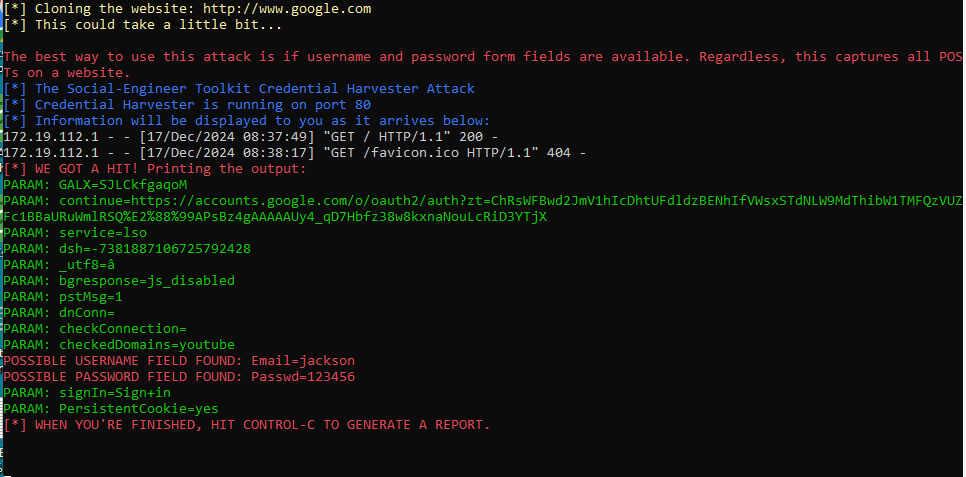 [*] Cloning the website: http://www.google.com
[*] This could take a little bit...
The best way to use this attack is if username and password form fields are available. Regardless, this captures all POS
Ts on a website.
[*] The Social-Engineer Toolkit Credential Harvester Attack
[*] Credential Harvester is running on port 80
[*] Information will be displayed to you as it arrives below:
172.19.112.1 - - [17/Dec/2024 08:37:49] "GET / HTTP/1.1" 200 -
172.19.112.1 - - [17/Dec/2024 08:38:17] "GET /favicon.ico HTTP/1.1" 404 -
[*] WE GOT A HIT! Printing the output:
PARAM: GALX=SJLCkfgaqoM
PARAM: continue=https://accounts.google.com/o/oauth2/auth?zt=ChRsWFBwd2JmV1hIcDhtUFdldzBENhIfVWsxSTdNLW9MdThibW1TMFQzVUZ
Fc1BBaURuWmlRSQ%E2%88%99APsBz4gAAAAAUy4_qD7Hbfz38w8kxnaNouLcRiD3YTjX
PARAM: service=lso
PARAM: dsh=-7381887106725792428
PARAM: _utf8=â
PARAM: bgresponse=js_disabled
PARAM: pstMsg=1
PARAM: dnConn=
PARAM: checkConnection=
PARAM: checkedDomains=youtube
POSSIBLE USERNAME FIELD FOUND: Email=jackson
POSSIBLE PASSWORD FIELD FOUND: Passwd=123456
PARAM: signIn=Sign+in
PARAM: PersistentCookie=yes
[*] WHEN YOU'RE FINISHED, HIT CONTROL-C TO GENERATE A REPORT.